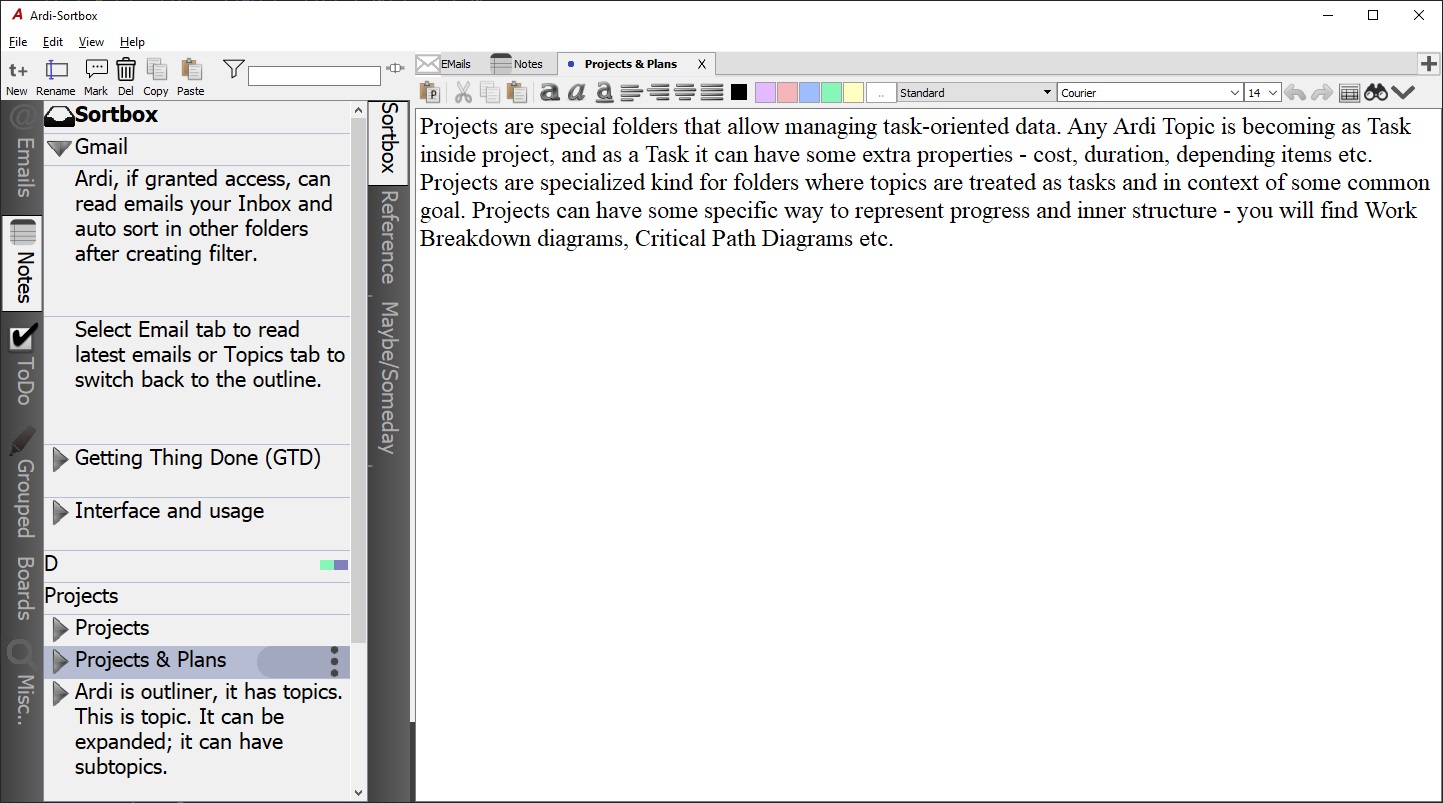 Ardi-Sortbox
File Edit View Help
t+
New Rename Mark Del Copy Paste
EMails Notes Projects & Plans X
P a a a .. Standard Courier 14
@ Emails
Notes
ToDo
Grouped
Boards
Misc..
Sortbox
Gmail
Ardi, if granted access, can
read emails your Inbox and
auto sort in other folders
after creating filter.
Select Email tab to read
latest emails or Topics tab to
switch back to the outline.
Getting Thing Done (GTD)
Interface and usage
D
Projects
Projects
Projects & Plans
Ardi is outliner, it has topics.
This is topic. It can be
expanded; it can have
subtopics.
Sortbox
Reference
Maybe/Someday
Projects are special folders that allow managing task-oriented data. Any Ardi Topic is becoming as Task
inside project, and as a Task it can have some extra properties - cost, duration, depending items etc.
Projects are specialized kind for folders where topics are treated as tasks and in context of some common
goal. Projects can have some specific way to represent progress and inner structure - you will find Work
Breakdown diagrams, Critical Path Diagrams etc.